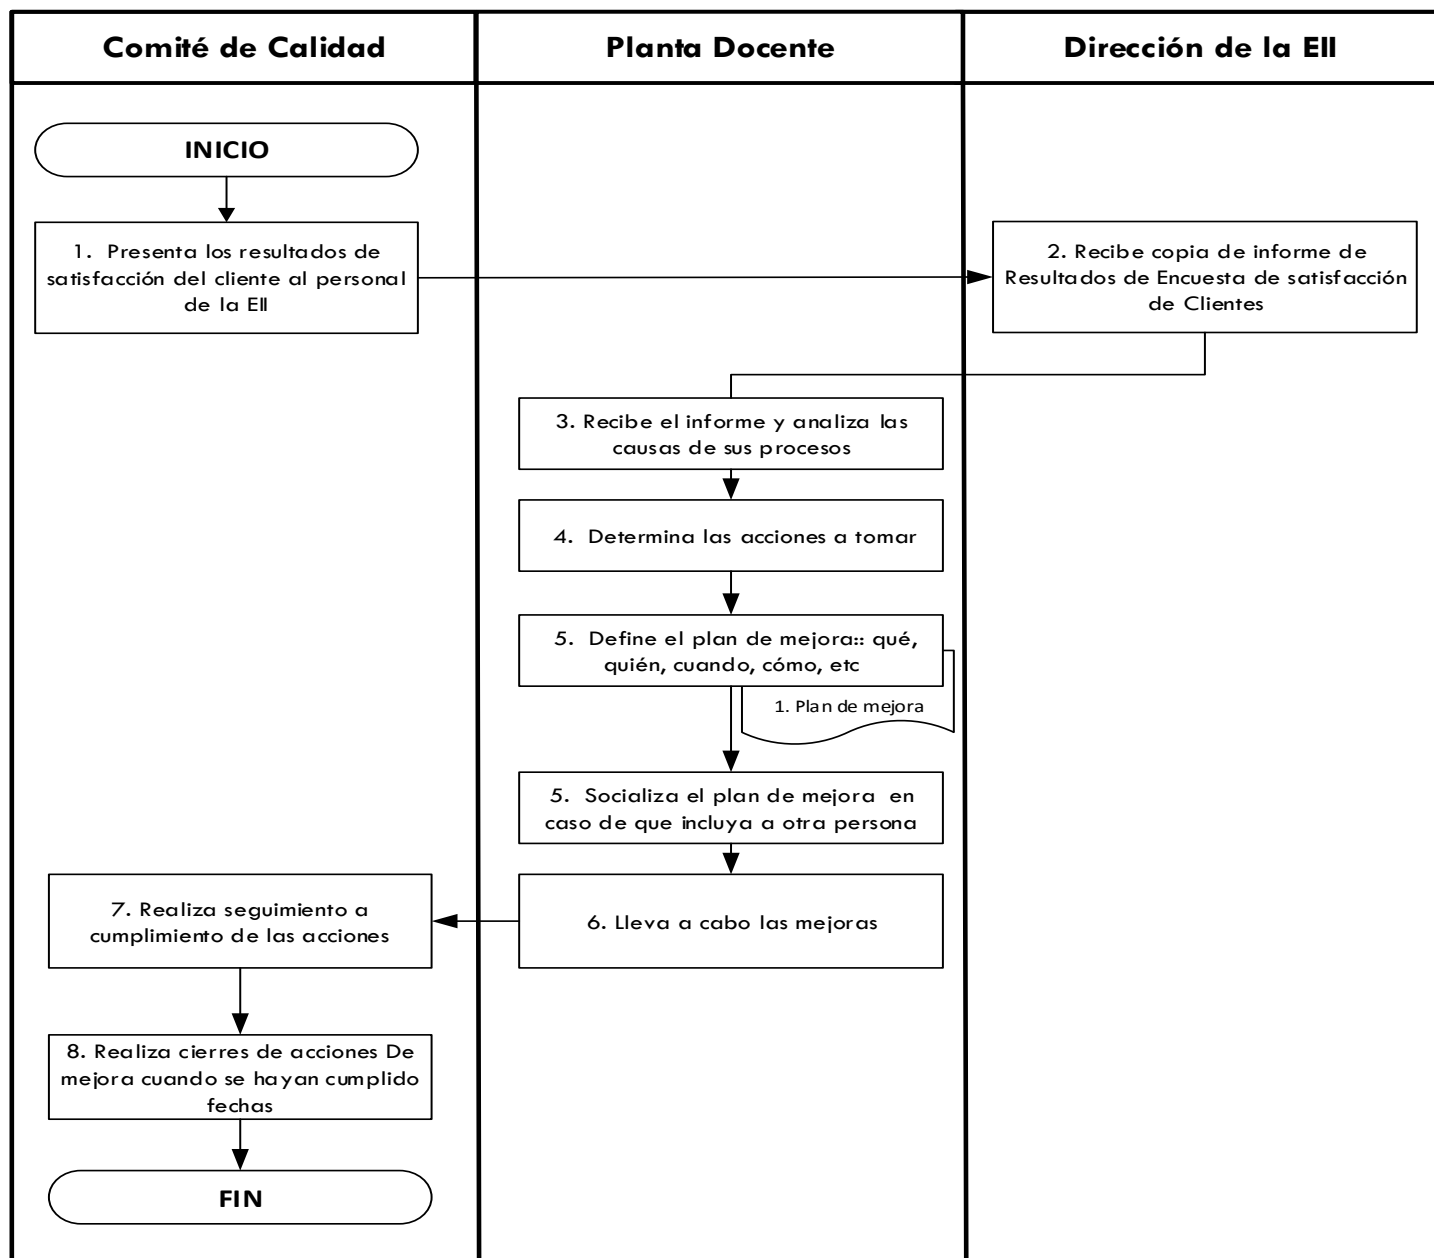 Comité de Calidad
Planta Docente
Dirección de la EII
INICIO
1. Presenta los resultados de
satisfacción del cliente al personal
de la EII
2. Recibe copia de informe de
Resultados de Encuesta de satisfacción
de Clientes
3. Recibe el informe y analiza las
causas de sus procesos
4. Determina las acciones a tomar
5. Define el plan de mejora:: qué,
quién, cuando, cómo, etc
1. Plan de mejora
5. Socializa el plan de mejora en
caso de que incluya a otra persona
6. Lleva a cabo las mejoras
7. Realiza seguimiento a
cumplimiento de las acciones
8. Realiza cierres de acciones De
mejora cuando se hayan cumplido
fechas
FIN